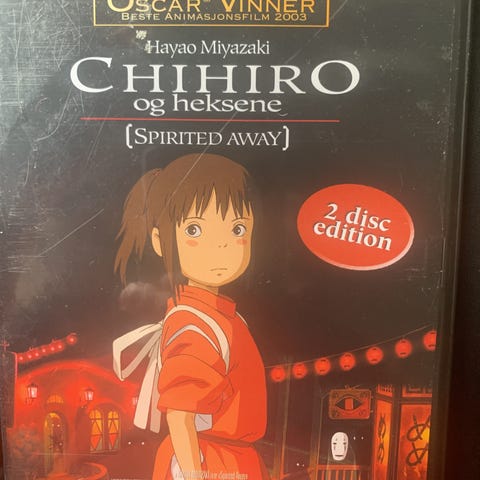 OSCAR VINNER
BESTE ANIMASJONSFILM 2003
Hayao Miyazaki
CHIHIRO
og heksene
(SPIRITED AWAY)
2 disc
edition